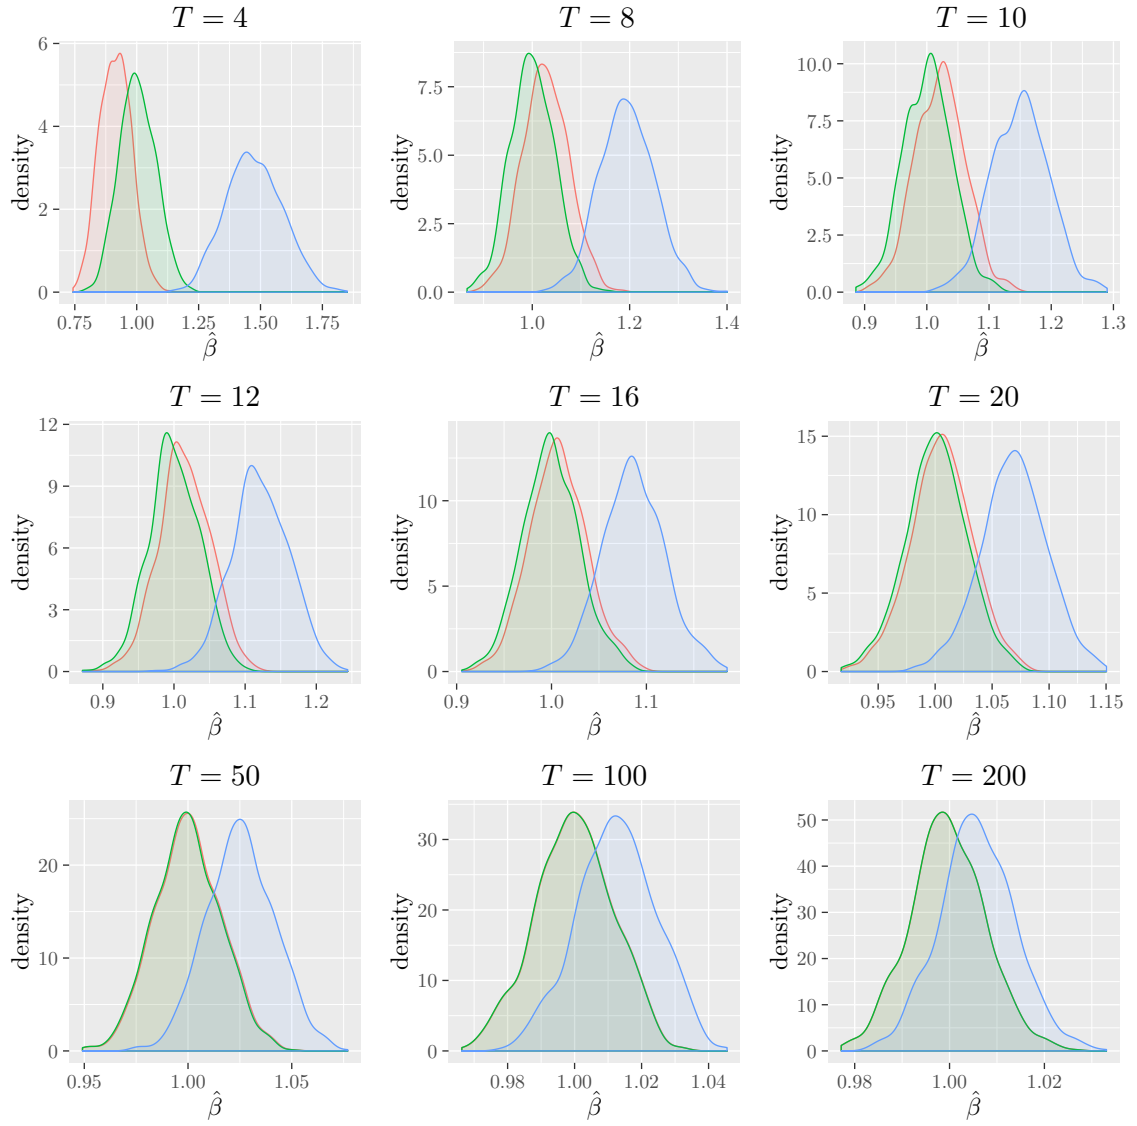 T = 4
T = 8
T = 10
density
0
2
4
6
0.75
1.00
1.25
1.50
1.75
β̂
density
0.0
2.5
5.0
7.5
1.0
1.2
1.4
β̂
density
0.0
2.5
5.0
7.5
10.0
0.9
1.0
1.1
1.2
1.3
β̂
T = 12
T = 16
T = 20
density
0
3
6
9
12
0.9
1.0
1.1
1.2
β̂
density
0
5
10
0.9
1.0
1.1
β̂
density
0
5
10
15
0.95
1.00
1.05
1.10
1.15
β̂
T = 50
T = 100
T = 200
density
0
10
20
0.95
1.00
1.05
β̂
density
0
10
20
30
0.98
1.00
1.02
1.04
β̂
density
0
10
20
30
40
50
0.98
1.00
1.02
β̂